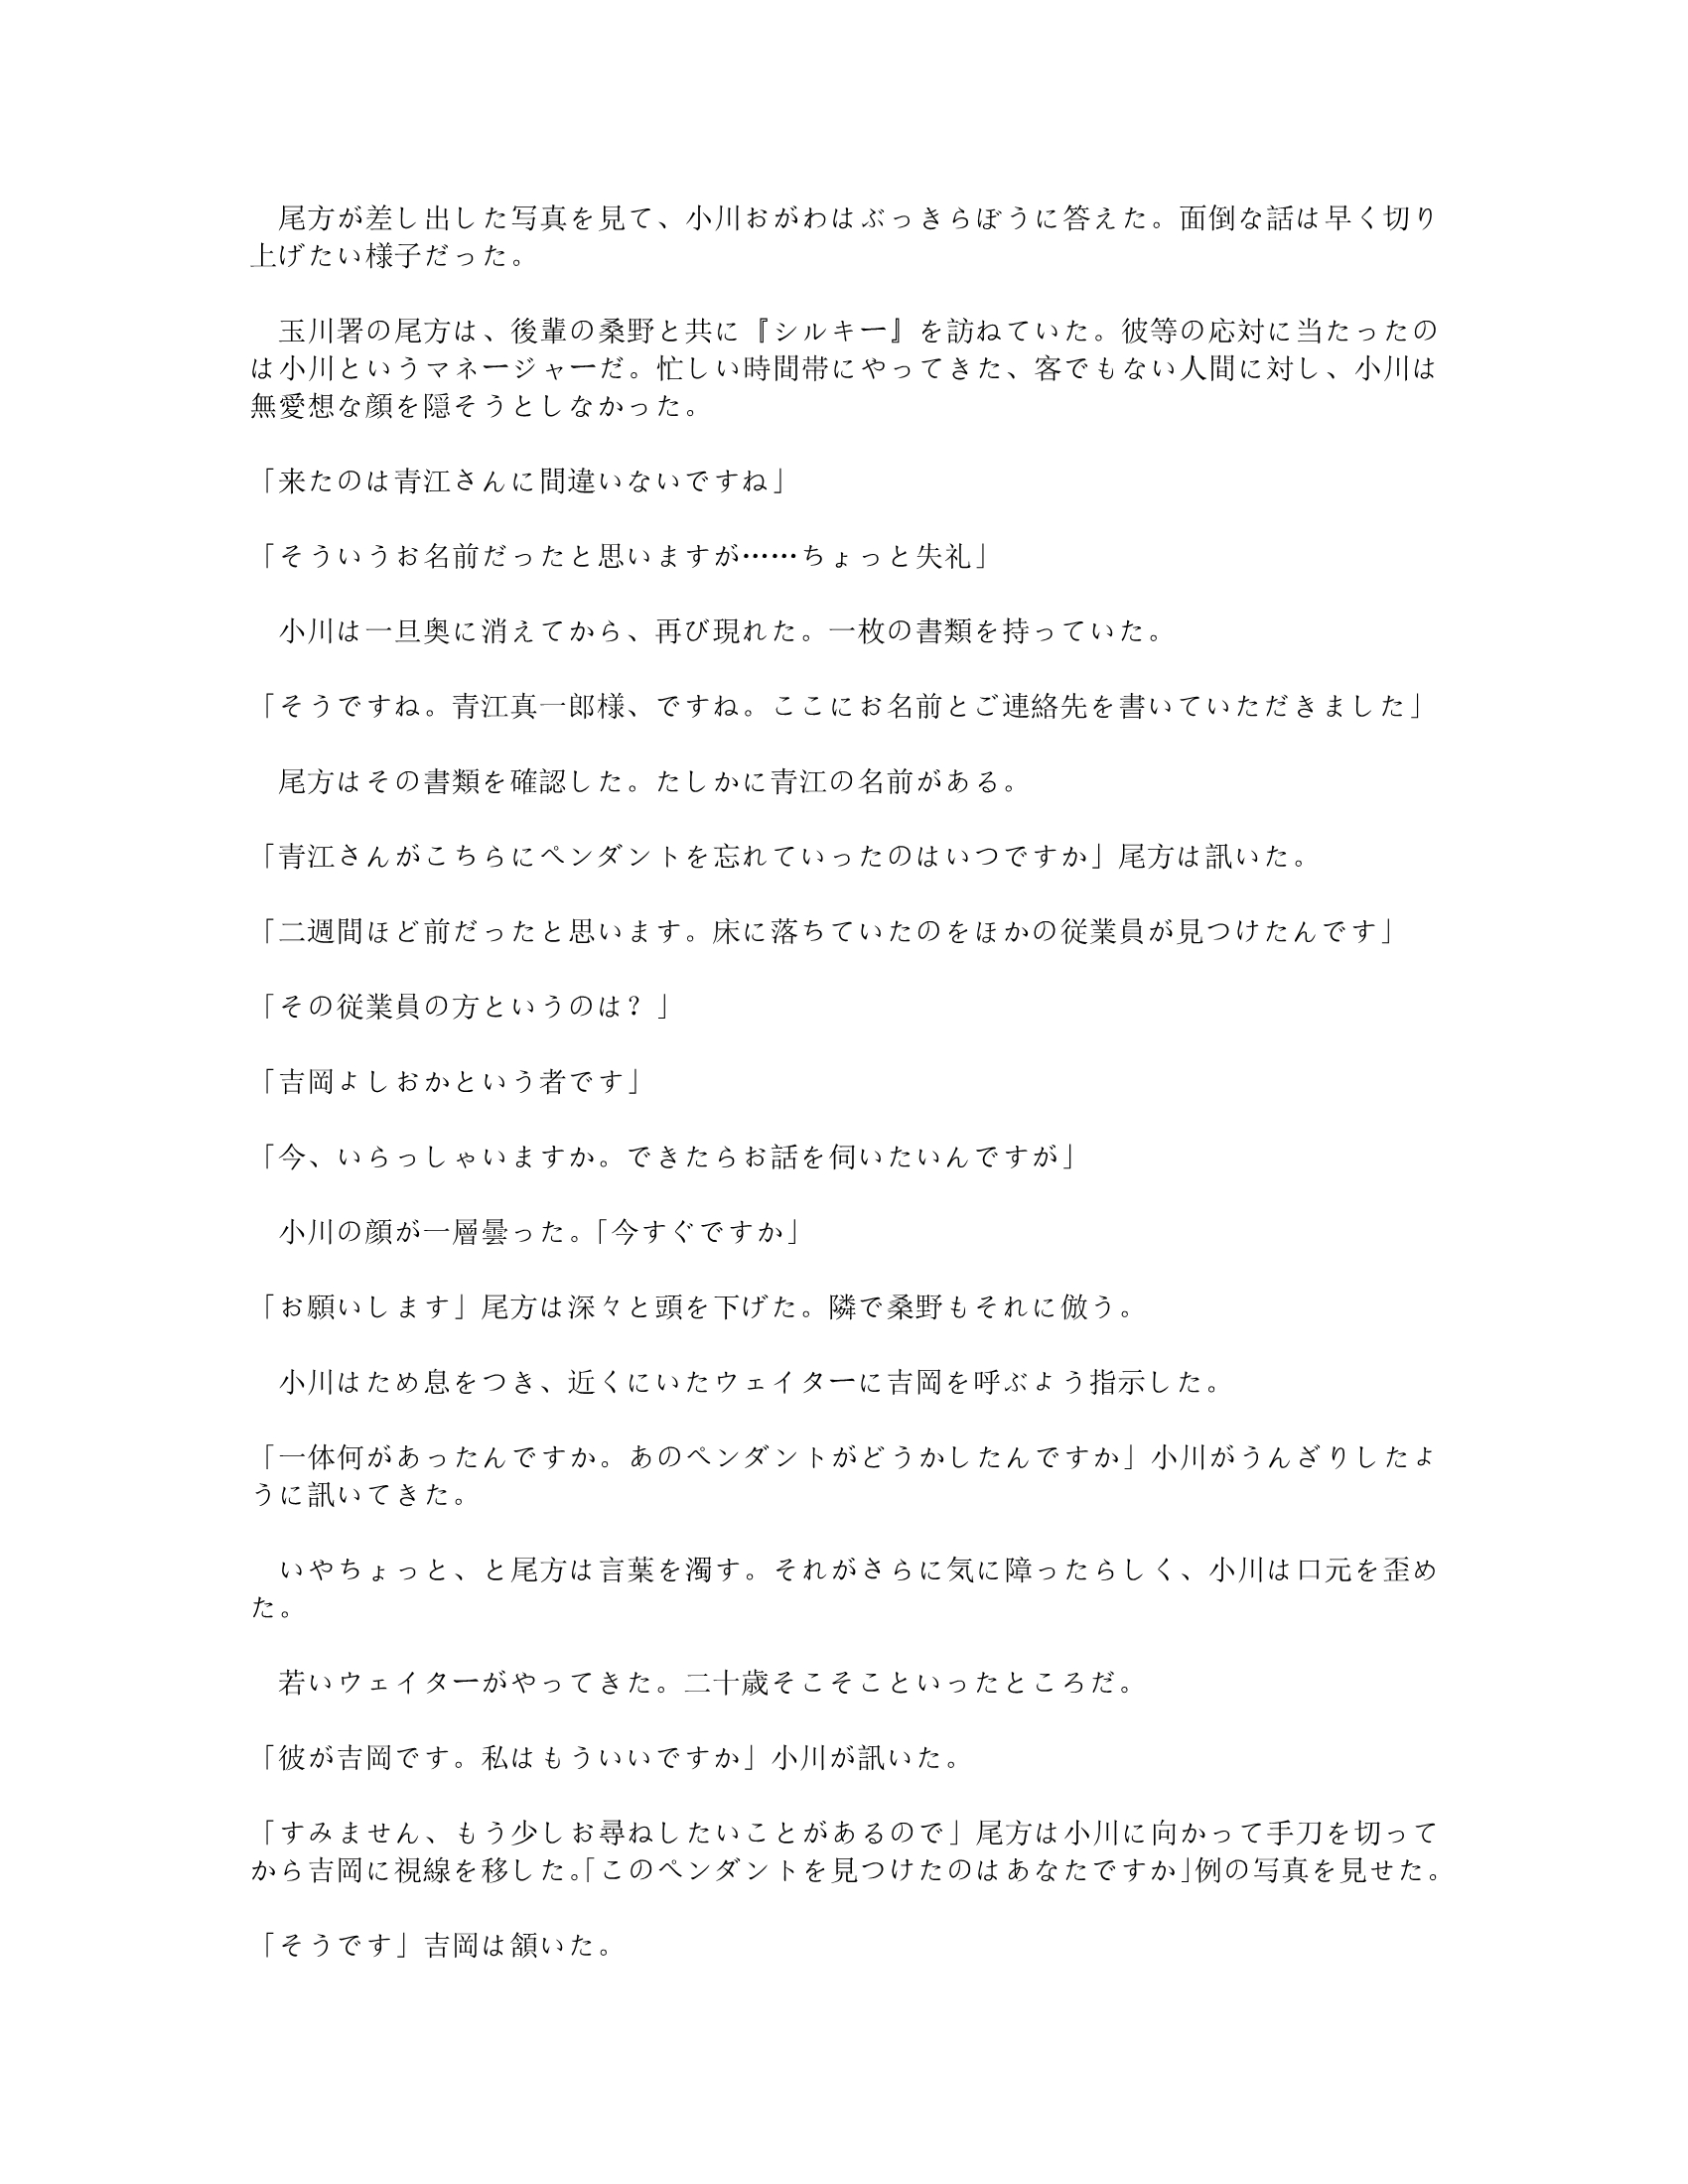 尾方が差し出した写真を見て、小川おがわはぶっきらぼうに答えた。面倒な話は早く切り
上げたい様子だった。
　玉川署の尾方は、後輩の桑野と共に『シルキー』を訪ねていた。彼等の応対に当たったの
は小川というマネージャーだ。忙しい時間帯にやってきた、客でもない人間に対し、小川は
無愛想な顔を隠そうとしなかった。
「来たのは青江さんに間違いないですね」
「そういうお名前だったと思いますが……ちょっと失礼」
　小川は一旦奥に消えてから、再び現れた。一枚の書類を持っていた。
「そうですね。青江真一郎様、ですね。ここにお名前とご連絡先を書いていただきました」
　尾方はその書類を確認した。たしかに青江の名前がある。
「青江さんがこちらにペンダントを忘れていったのはいつですか」尾方は訊いた。
「二週間ほど前だったと思います。床に落ちていたのをほかの従業員が見つけたんです」
「その従業員の方というのは？」
「吉岡よしおかという者です」
「今、いらっしゃいますか。できたらお話を伺いたいんですが」
　小川の顔が一層曇った。「今すぐですか」
「お願いします」尾方は深々と頭を下げた。隣で桑野もそれに倣う。
　小川はため息をつき、近くにいたウェイターに吉岡を呼ぶよう指示した。
「一体何があったんですか。あのペンダントがどうかしたんですか」小川がうんざりしたよ
うに訊いてきた。
　いやちょっと、と尾方は言葉を濁す。それがさらに気に障ったらしく、小川は口元を歪め
た。
　若いウェイターがやってきた。二十歳そこそこといったところだ。
「彼が吉岡です。私はもういいですか」小川が訊いた。
「すみません、もう少しお尋ねしたいことがあるので」尾方は小川に向かって手刀を切って
から吉岡に視線を移した。「このペンダントを見つけたのはあなたですか」例の写真を見せた。
「そうです」吉岡は頷いた。